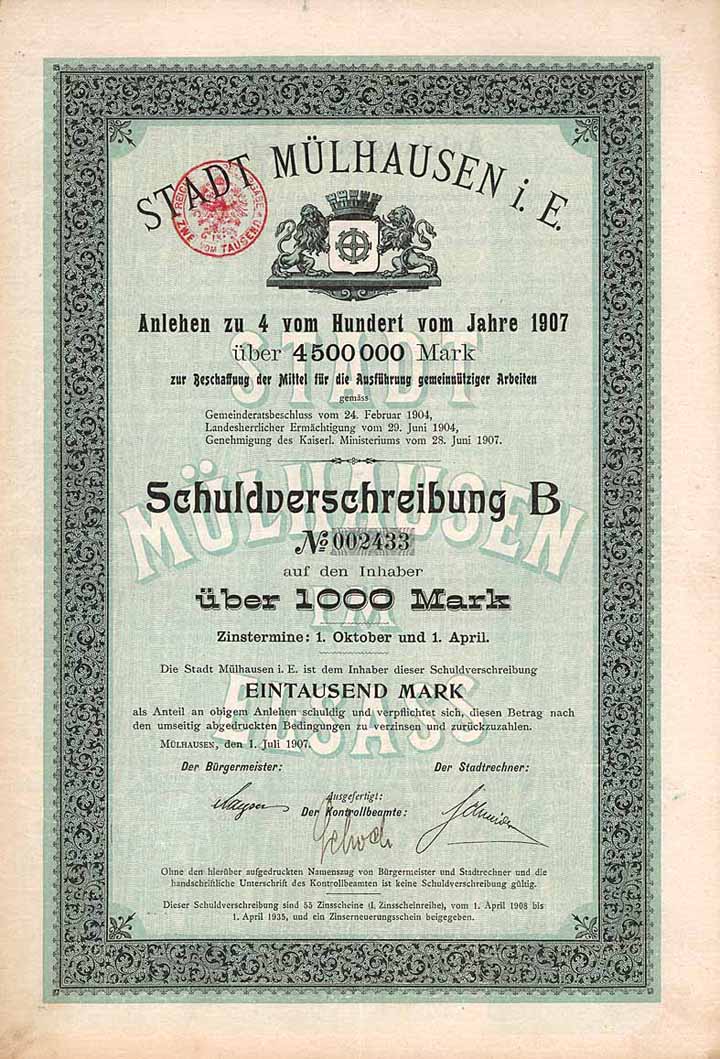 STADT MÜLHAUSEN i. E.
ZWEI VOM TAUSEND
Anlehen zu 4 vom Hundert vom Jahre 1907
über 4500000 Mark
zur Beschaffung der Mittel für die Ausführung gemeinnütziger Arbeiten
gemäss
Gemeinderatsbeschluss vom 24. Februar 1904,
Landesherrlicher Ermächtigung vom 29. Juni 1904,
Genehmigung des Kaiserl. Ministeriums vom 28. Juni 1907.
STADT
MÜLHAUSEN
IM
ELSASS
Schuldverschreibung B
No 002433
auf den Inhaber
über 1000 Mark
Zinstermine: 1. Oktober und 1. April.
Die Stadt Mülhausen i. E. ist dem Inhaber dieser Schuldverschreibung
EINTAUSEND MARK
als Anteil an obigem Anlehen schuldig und verpflichtet sich, diesen Betrag nach
den umseitig abgedruckten Bedingungen zu verzinsen und zurückzuzahlen.
MÜLHAUSEN, den 1. Juli 1907.
Der Bürgermeister:
Der Stadtrechner:
Ausgefertigt:
Der Kontrollbeamte:
Ohne den hierüber aufgedruckten Namenszug von Bürgermeister und Stadtrechner und die
handschriftliche Unterschrift des Kontrollbeamten ist keine Schuldverschreibung gültig.
Dieser Schuldverschreibung sind 55 Zinsscheine (I. Zinsscheinreihe), vom 1. April 1908 bis
1. April 1935, und ein Zinserneuerungsschein beigegeben.